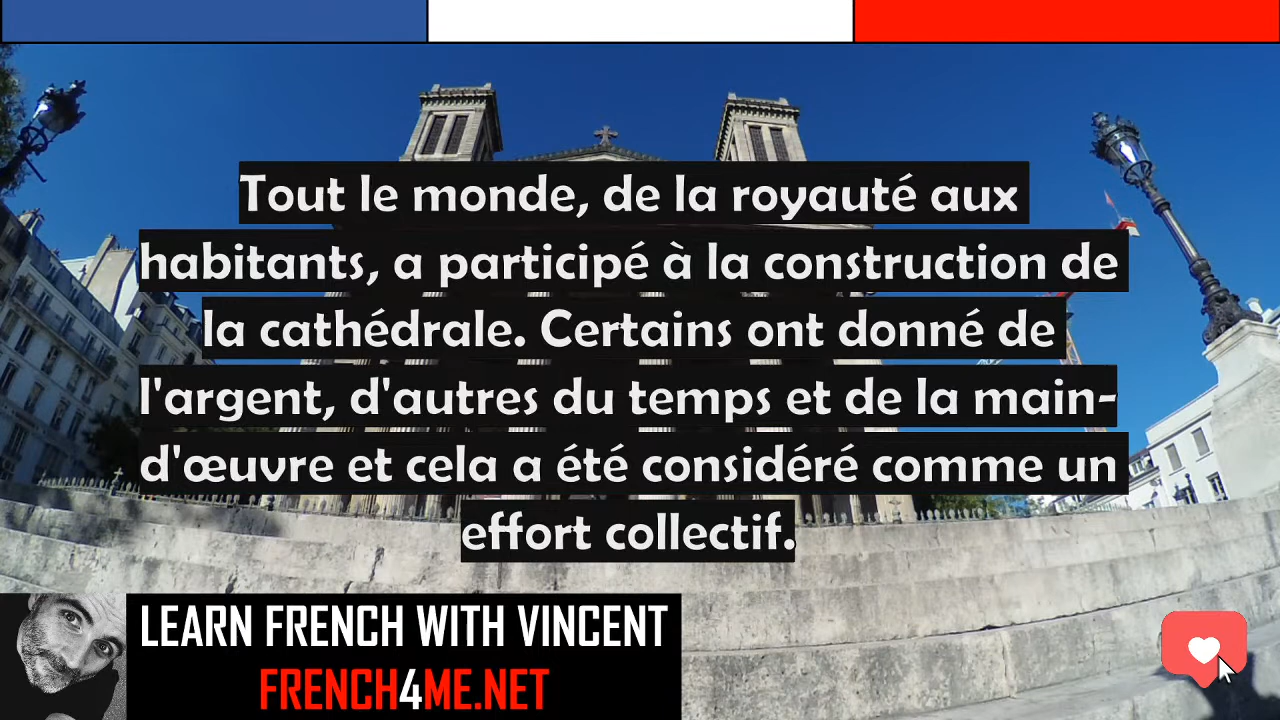 Tout le monde, de la royauté aux
habitants, a participé à la construction de
la cathédrale. Certains ont donné de
l'argent, d'autres du temps et de la main-
d'œuvre et cela a été considéré comme un
effort collectif.
LEARN FRENCH WITH VINCENT
FRENCH4ME.NET